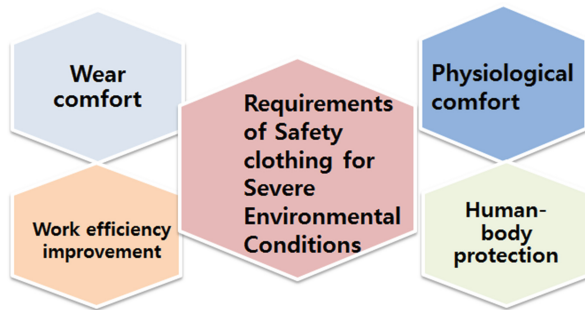 Wear
comfort
Physiological
comfort
Requirements
of Safety
clothing for
Severe
Environmental
Conditions
Work efficiency
improvement
Human-
body
protection